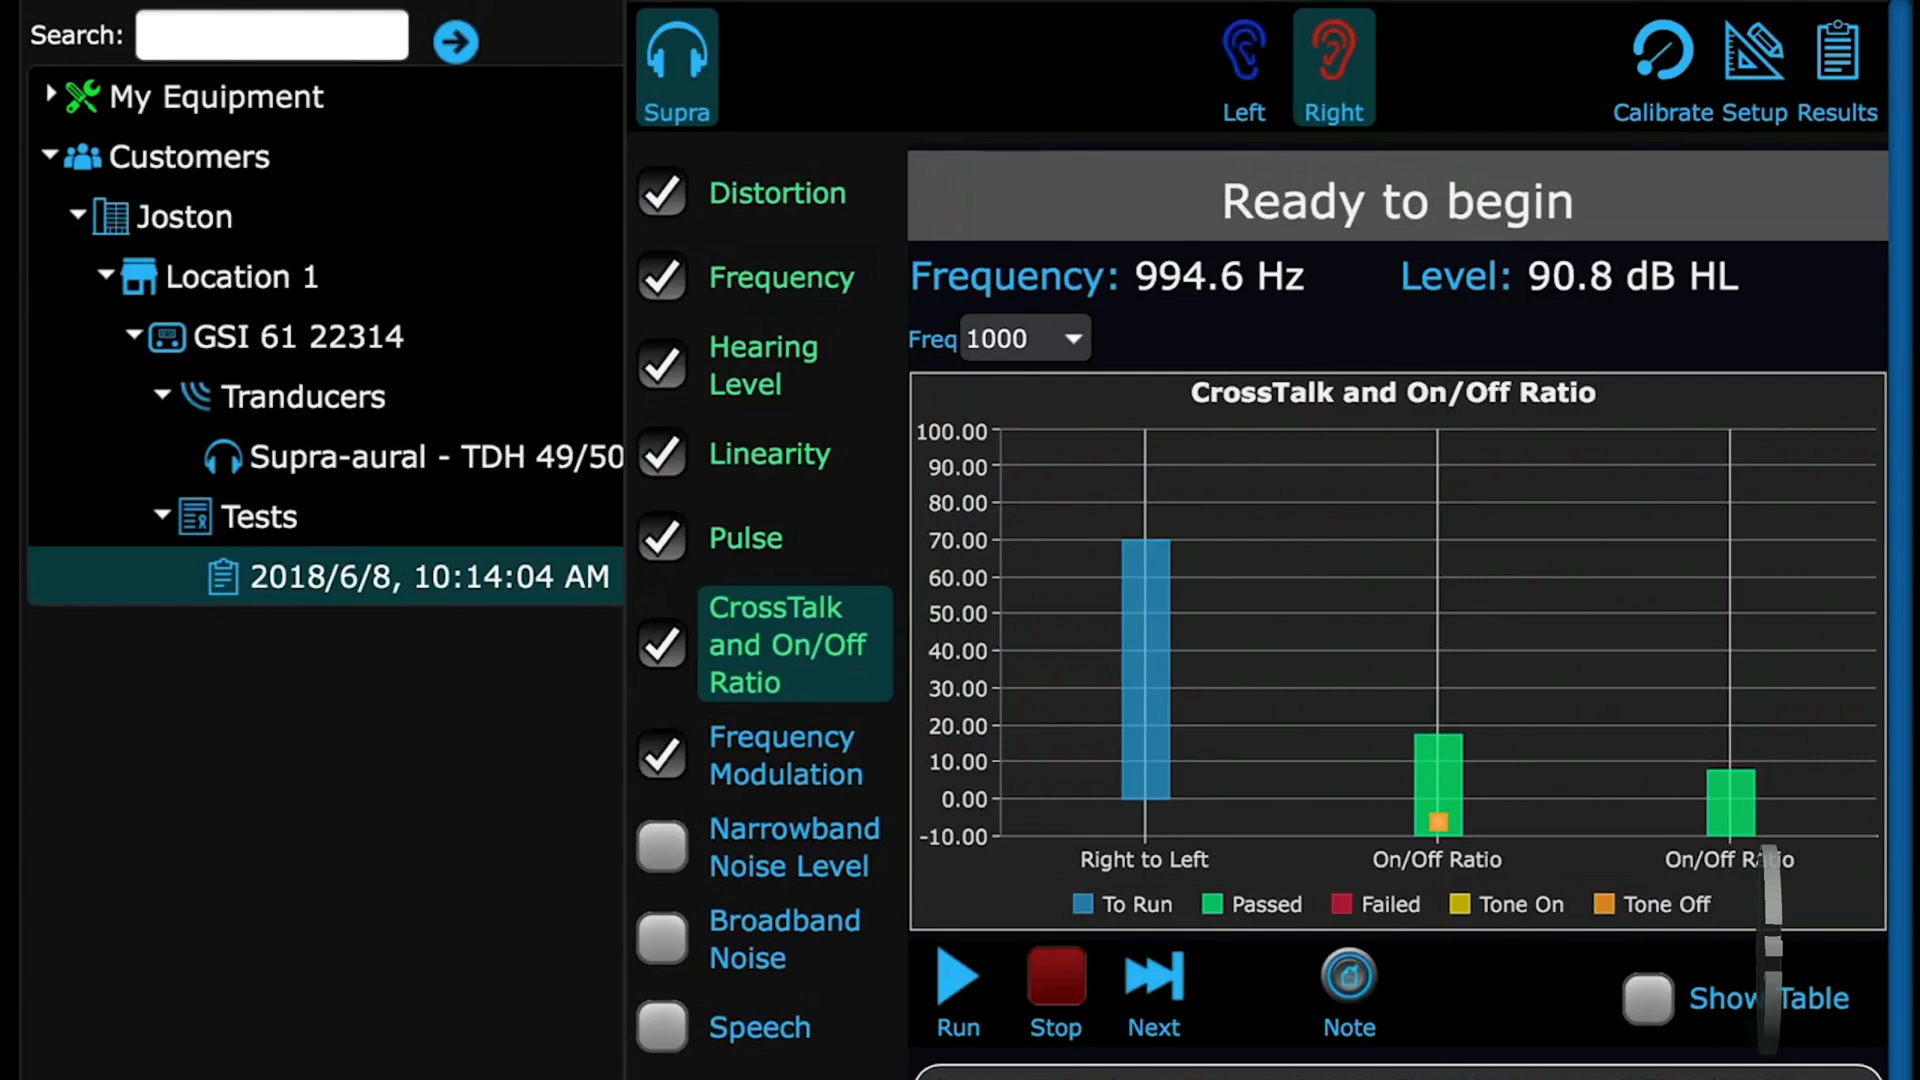 Search:
My Equipment
Customers
Joston
Location 1
GSI 61 22314
Tranducers
Supra-aural - TDH 49/50
Tests
2018/6/8, 10:14:04 AM
Supra
Left
Right
Calibrate
Setup
Results
Distortion
Frequency
Hearing
Level
Linearity
Pulse
CrossTalk
and On/Off
Ratio
Frequency
Modulation
Narrowband
Noise Level
Broadband
Noise
Speech
Ready to begin
Frequency: 994.6 Hz Level: 90.8 dB HL
Freq 1000
CrossTalk and On/Off Ratio
100.00
90.00
80.00
70.00
60.00
50.00
40.00
30.00
20.00
10.00
0.00
-10.00
Right to Left On/Off Ratio On/Off Ratio
To Run Passed Failed Tone On Tone Off
Run Stop Next Note
Show Table